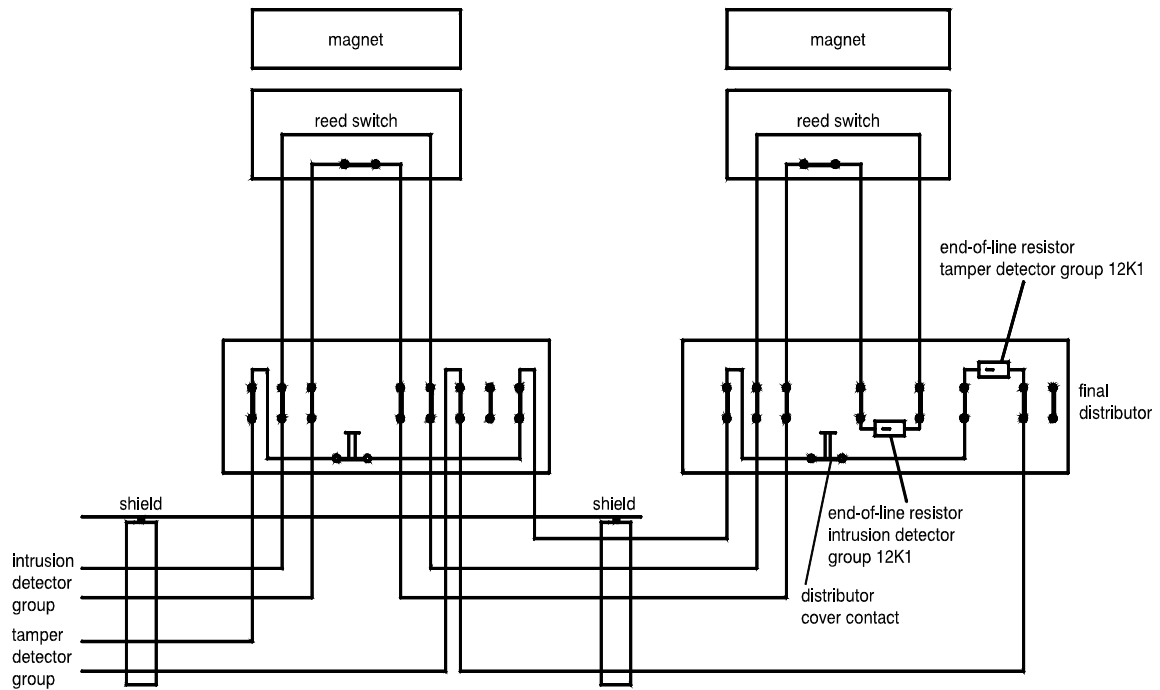 magnet
magnet
reed switch
reed switch
end-of-line resistor
tamper detector group 12K1
final
distributor
shield
shield
end-of-line resistor
intrusion detector
group 12K1
intrusion
detector
group
distributor
cover contact
tamper
detector
group